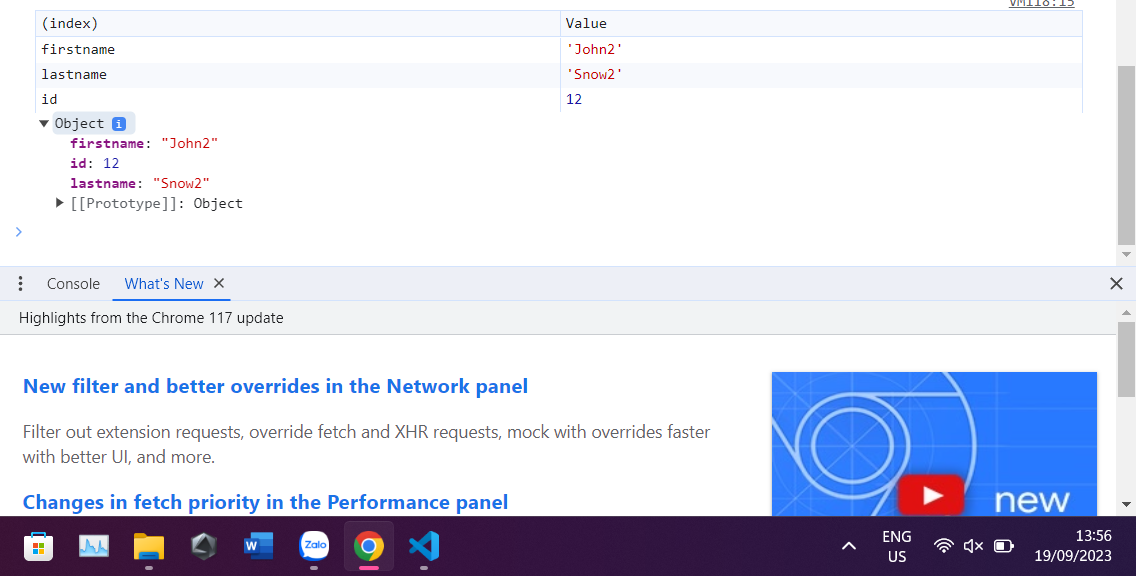 VM118:15
(index) Value
firstname 'John2'
lastname 'Snow2'
id 12
▼ Object i
firstname: "John2"
id: 12
lastname: "Snow2"
▶ [[Prototype]]: Object
>
Console What's New ✕
Highlights from the Chrome 117 update
New filter and better overrides in the Network panel
Filter out extension requests, override fetch and XHR requests, mock with overrides faster
with better UI, and more.
Changes in fetch priority in the Performance panel
new
W Zalo
ENG
US
13:56
19/09/2023